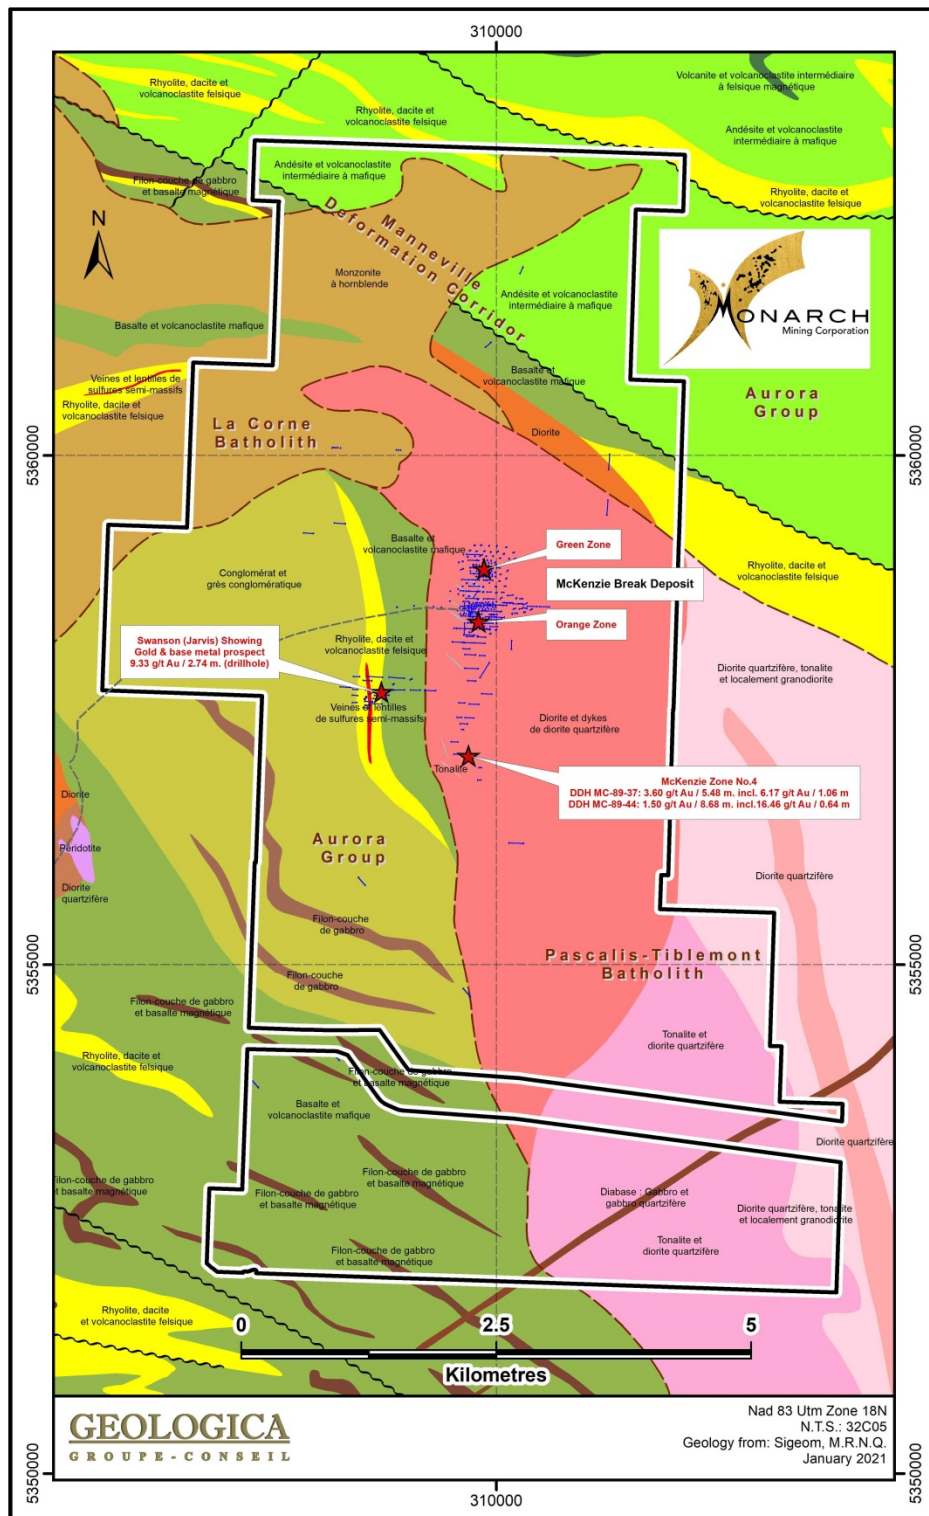 310000
Rhyolite, dacite et
volcanoclastite felsique
Volcanite et volcanoclastite intermédiaire
à felsique magnétique
Rhyolite, dacite et
volcanoclastite felsique
Andésite et volcanoclastite
intermédiaire à mafique
Andésite et volcanoclastite
intermédiaire à mafique
Filon-couche de gabbro
et basalte magnétique
Rhyolite, dacite et
volcanoclastite felsique
N
Manneville
Deformation Corridor
Monzonite
à hornblende
MONARCH
Mining Corporation
Andésite et volcanoclastite
intermédiaire à mafique
Basalte et volcanoclastite mafique
Basalte et
volcanoclastite mafique
Veines et lentilles de
sulfures semi-massifs
Rhyolite, dacite et
volcanoclastite felsique
Aurora
Group
La Corne
Batholith
Diorite
5360000
5360000
Basalte et
volcanoclastite mafique
Green Zone
Conglomérat et
grès conglomératique
McKenzie Break Deposit
Rhyolite, dacite et
volcanoclastite felsique
Orange Zone
Swanson (Jarvis) Showing
Gold & base metal prospect
9.33 g/t Au / 2.74 m. (drillhole)
Rhyolite, dacite et
volcanoclastite felsique
Diorite quartzifère, tonalite
et localement granodiorite
Veines et lentilles
de sulfures semi-massifs
Diorite et dykes
de diorite quartzifère
Tonalite
McKenzie Zone No.4
DDH MC-89-37: 3.60 g/t Au / 5.48 m. incl. 6.17 g/t Au / 1.06 m
DDH MC-89-44: 1.50 g/t Au / 8.68 m. incl.16.46 g/t Au / 0.64 m
Diorite
Péridotite
Diorite
quartzifère
Aurora
Group
Diorite quartzifère
Filon-couche
de gabbro
Pascalis-Tiblemont
Batholith
5355000
5355000
Filon-couche
de gabbro
Filon-couche de gabbro
et basalte magnétique
Tonalite et
diorite quartzifère
Rhyolite, dacite et
volcanoclastite felsique
Filon-couche de gabbro
et basalte magnétique
Basalte et
volcanoclastite mafique
Diorite quartzifère
Filon-couche de gabbro
et basalte magnétique
Filon-couche de gabbro
et basalte magnétique
Filon-couche de gabbro
et basalte magnétique
Diabase : Gabbro et
gabbro quartzifère
Diorite quartzifère, tonalite
et localement granodiorite
Tonalite et
diorite quartzifère
Filon-couche de gabbro
et basalte magnétique
Rhyolite, dacite
et volcanoclastite felsique
0 2.5 5
Kilometres
GEOLOGICA
GROUPE-CONSEIL
Nad 83 Utm Zone 18N
N.T.S.: 32C05
Geology from: Sigeom, M.R.N.Q.
January 2021
5350000
5350000
310000